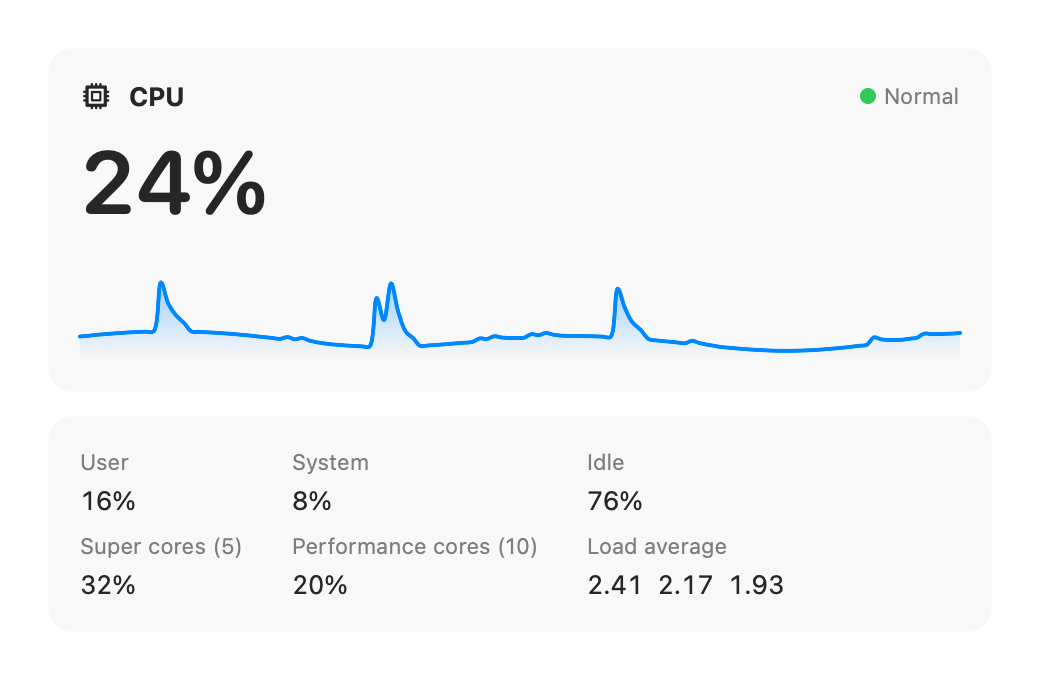 CPU
Normal
24%
User System Idle
16% 8% 76%
Super cores (5) Performance cores (10) Load average
32% 20% 2.41 2.17 1.93